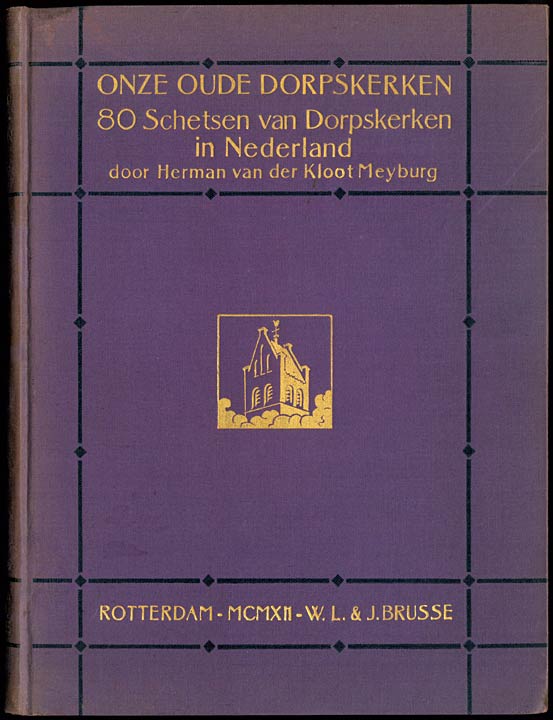 ONZE OUDE DORPSKERKEN
80 Schetsen van Dorpskerken
in Nederland
door Herman van der Kloot Meyburg
ROTTERDAM - MCMXII - W. L. & J. BRUSSE